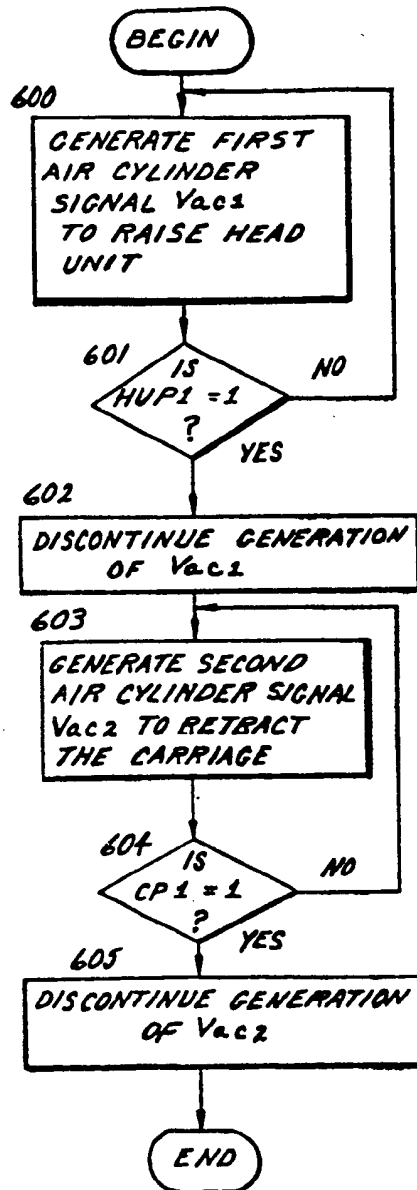 BEGIN
600
GENERATE FIRST
AIR CYLINDER
SIGNAL Vac1
TO RAISE HEAD
UNIT
601
IS
HUP1 = 1
?
NO
YES
602
DISCONTINUE GENERATION
OF Vac1
603
GENERATE SECOND
AIR CYLINDER SIGNAL
Vac2 TO RETRACT
THE CARRIAGE
604
IS
CP1 = 1
?
NO
YES
605
DISCONTINUE GENERATION
OF Vac2
END